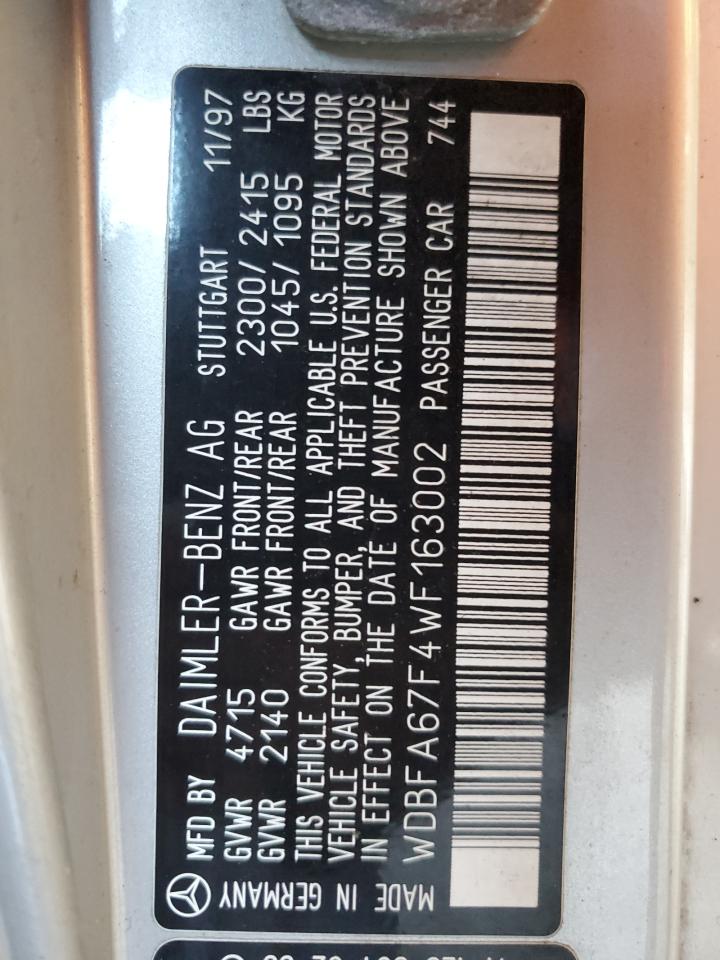 MFD BY DAIMLER-BENZ AG STUTTGART 11/97
GVWR 4715 GAWR FRONT/REAR 2300/2415 LBS
GVWR 2140 GAWR FRONT/REAR 1045/1095 KG
THIS VEHICLE CONFORMS TO ALL APPLICABLE U.S. FEDERAL MOTOR
VEHICLE SAFETY, BUMPER, AND THEFT PREVENTION STANDARDS
IN EFFECT ON THE DATE OF MANUFACTURE SHOWN ABOVE
WDBFA67F4WF163002 PASSENGER CAR 744
MADE IN GERMANY